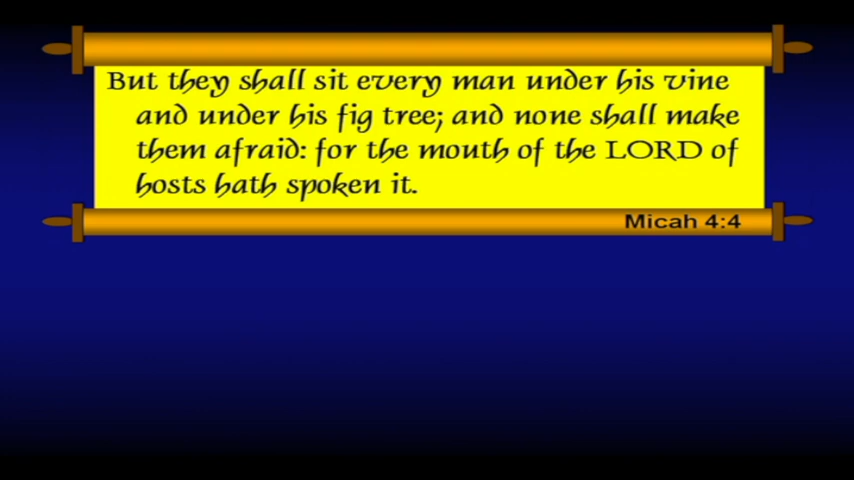 But they shall sit every man under his vine
and under his fig tree; and none shall make
them afraid: for the mouth of the LORD of
hosts hath spoken it.
Micah 4:4